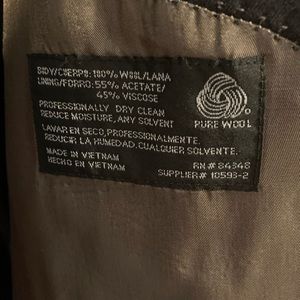 BODY/CUERPO: 100% WOOL/LANA
LINING/FORRO: 55% ACETATE/
45% VISCOSE
PROFESSIONALLY DRY CLEAN
REDUCE MOISTURE, ANY SOLVENT
PURE WOOL
LAVAR EN SECO, PROFESIONALMENTE.
REDUCIR LA HUMEDAD. CUALQUIER SOLVENTE.
MADE IN VIETNAM
HECHO EN VIETNAM
RN# 84348
SUPPLIER# 10593-2